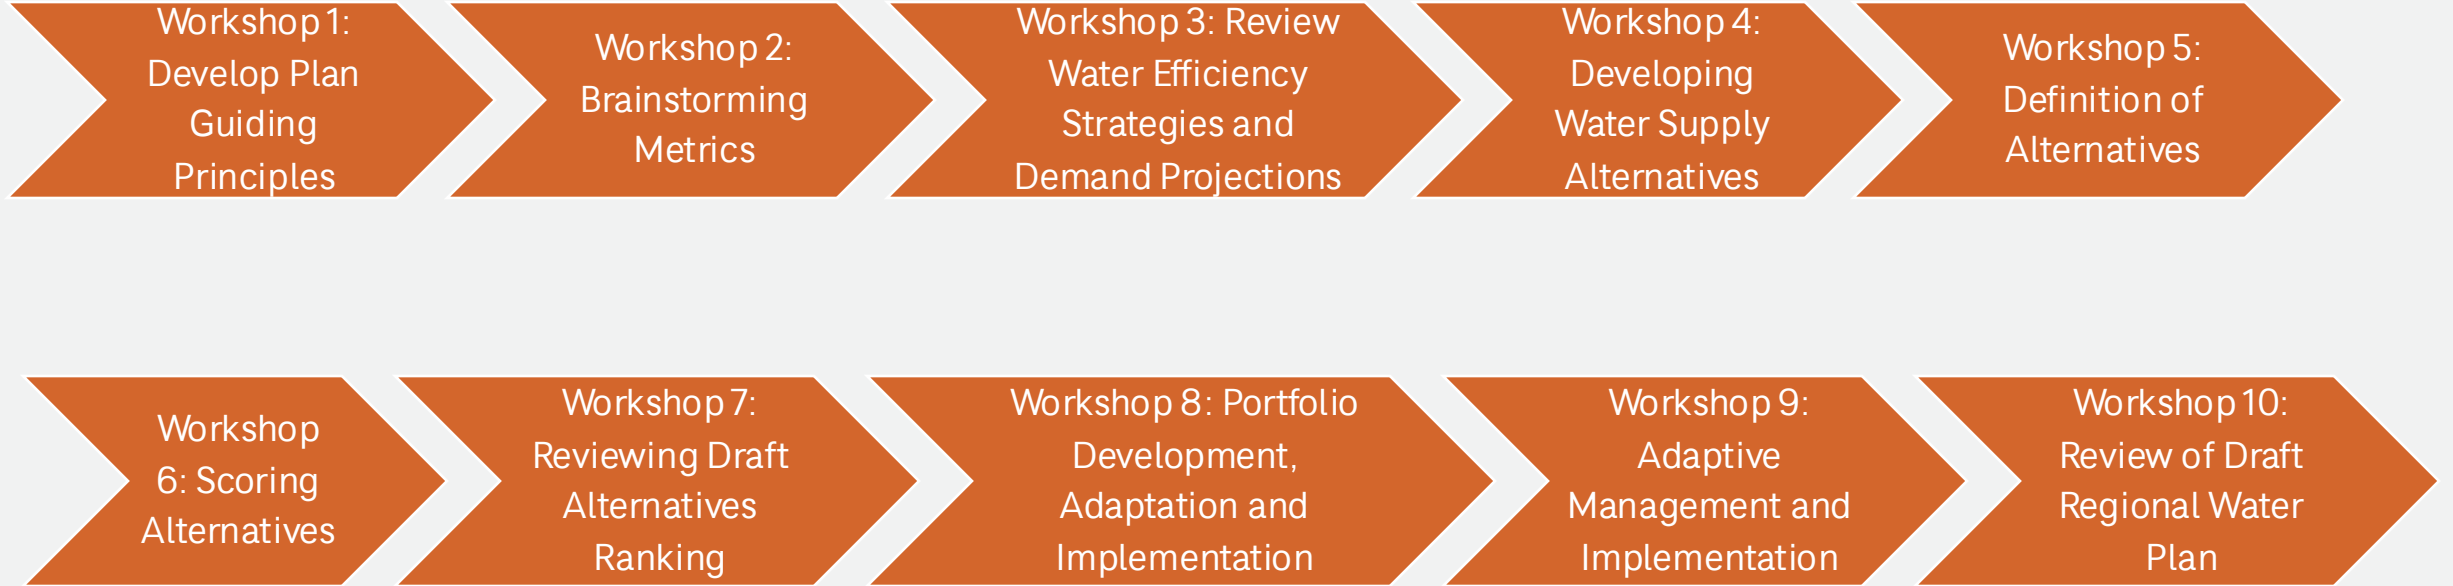 Workshop 1:
Develop Plan
Guiding
Principles
Workshop 2:
Brainstorming
Metrics
Workshop 3: Review
Water Efficiency
Strategies and
Demand Projections
Workshop 4:
Developing
Water Supply
Alternatives
Workshop 5:
Definition of
Alternatives
Workshop
6: Scoring
Alternatives
Workshop 7:
Reviewing Draft
Alternatives
Ranking
Workshop 8: Portfolio
Development,
Adaptation and
Implementation
Workshop 9:
Adaptive
Management and
Implementation
Workshop 10:
Review of Draft
Regional Water
Plan